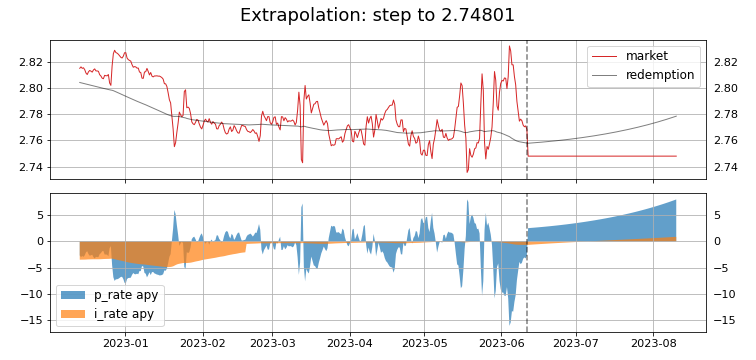 Extrapolation: step to 2.74801
2.82 2.82
2.80 2.80
2.78 2.78
2.76 2.76
2.74 2.74
market
redemption
5 5
0 0
−5 −5
−10 −10
−15 −15
p_rate apy
i_rate apy
2023-01 2023-02 2023-03 2023-04 2023-05 2023-06 2023-07 2023-08